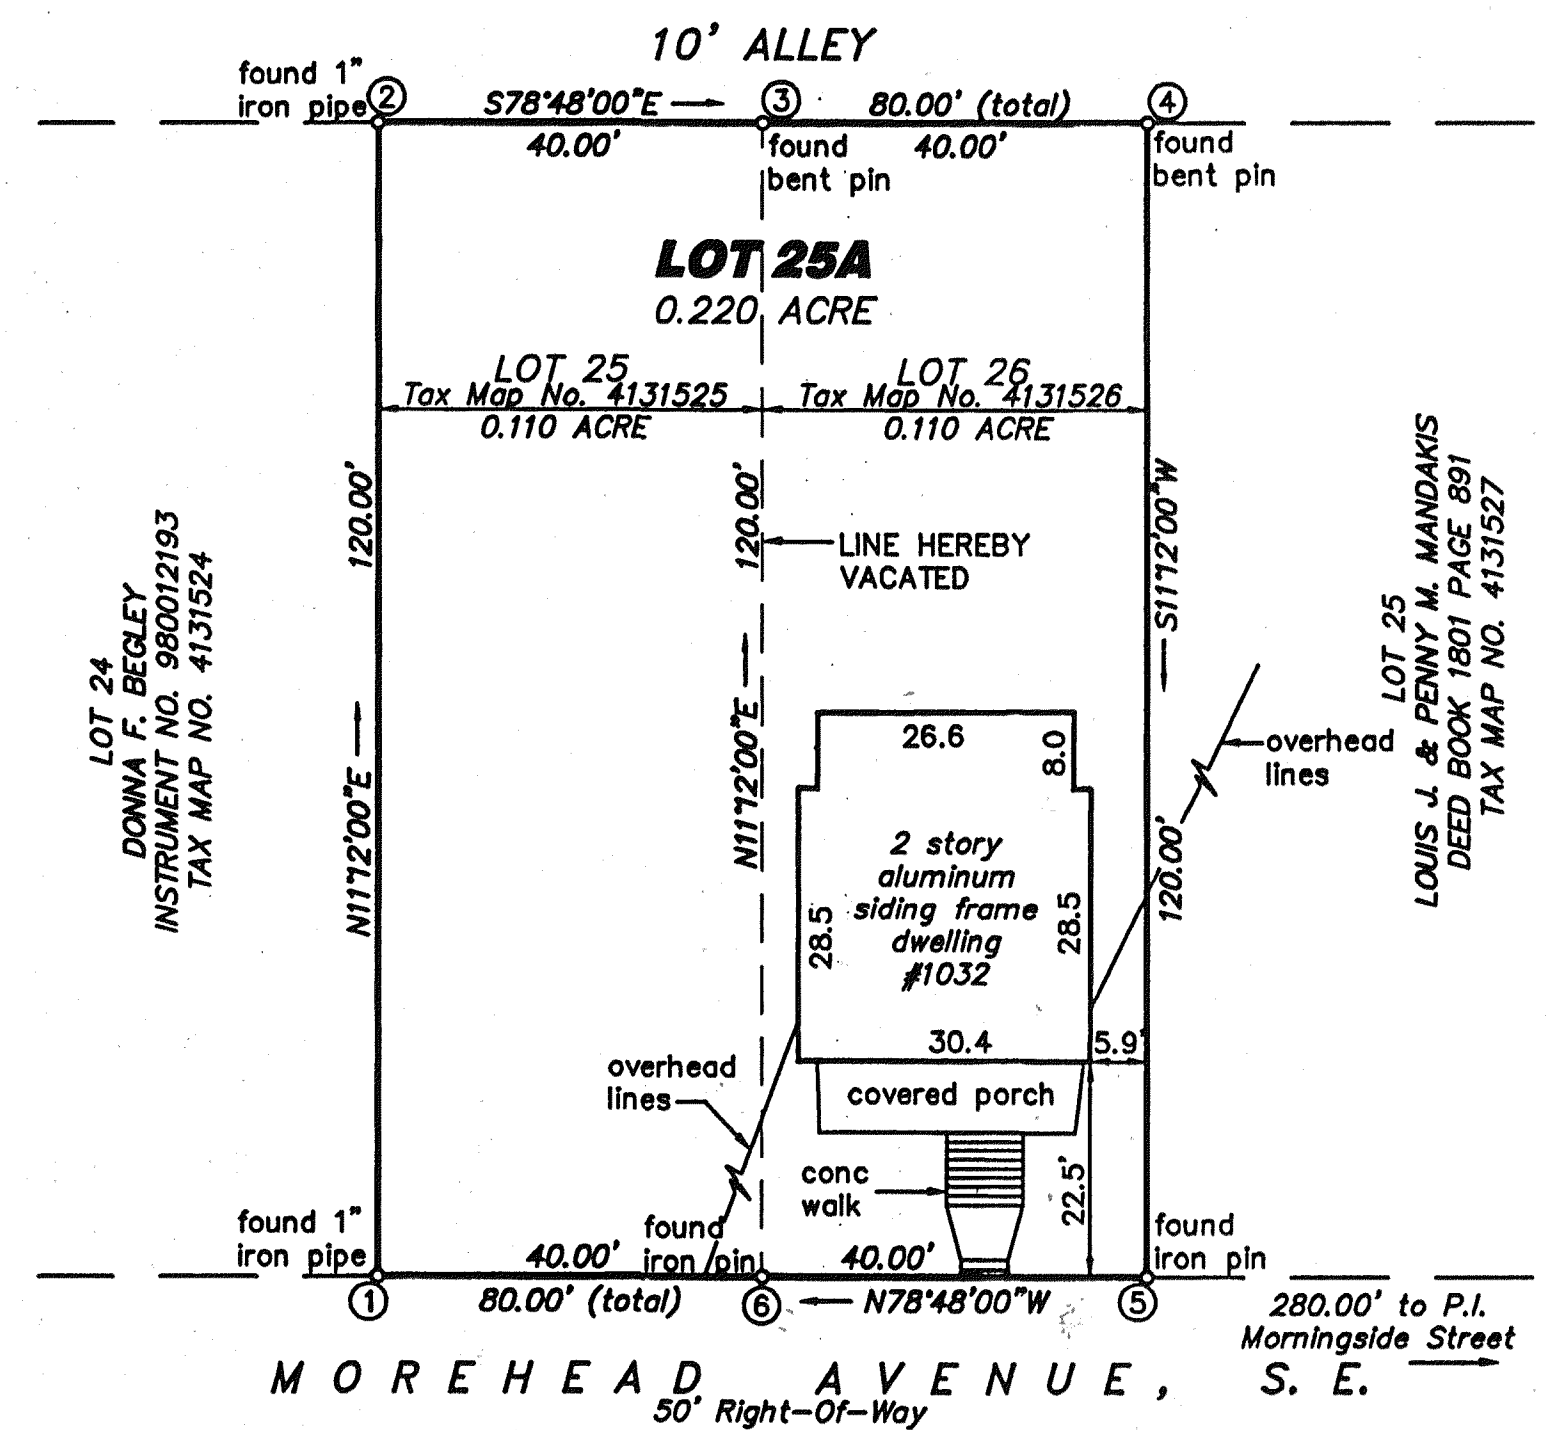 10' ALLEY
found 1"
iron pipe
2
S78°48'00"E
3
80.00' (total)
4
40.00'
found
bent pin
40.00'
found
bent pin
LOT 25A
0.220 ACRE
LOT 25
Tax Map No. 4131525
0.110 ACRE
LOT 26
Tax Map No. 4131526
0.110 ACRE
120.00'
N11°12'00"E
120.00'
N11°12'00"E
LINE HEREBY
VACATED
S11°12'00"W
120.00'
LOT 24
DONNA F. BEGLEY
INSTRUMENT NO. 980012193
TAX MAP NO. 4131524
LOT 25
LOUIS J. & PENNY M. MANDAKIS
DEED BOOK 1801 PAGE 891
TAX MAP NO. 4131527
26.6
8.0
overhead
lines
2 story
aluminum
siding frame
dwelling
#1032
28.5
28.5
30.4
5.9'
overhead
lines
covered porch
conc
walk
22.5'
found 1"
iron pipe
40.00'
found
iron pin
40.00'
found
iron pin
1
80.00' (total)
6
N78°48'00"W
5
280.00' to P.I.
Morningside Street
MOREHEAD AVENUE, S. E.
50' Right-Of-Way